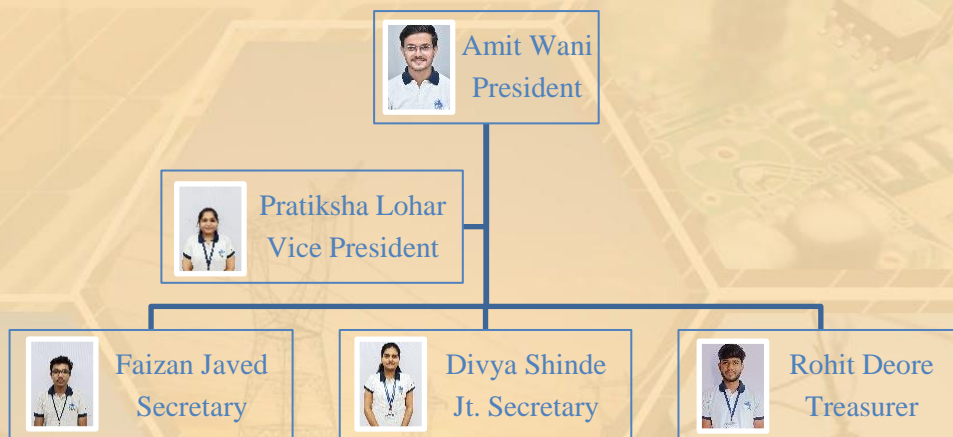 Amit Wani
President
Pratiksha Lohar
Vice President
Faizan Javed
Secretary
Divya Shinde
Jt. Secretary
Rohit Deore
Treasurer